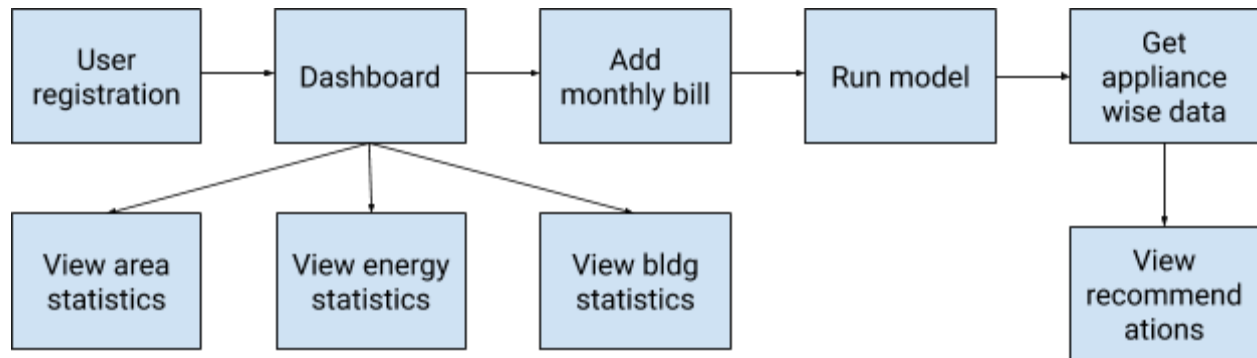 User
registration
Dashboard
Add
monthly bill
Run model
Get
appliance
wise data
View area
statistics
View energy
statistics
View bldg
statistics
View
recommend
ations